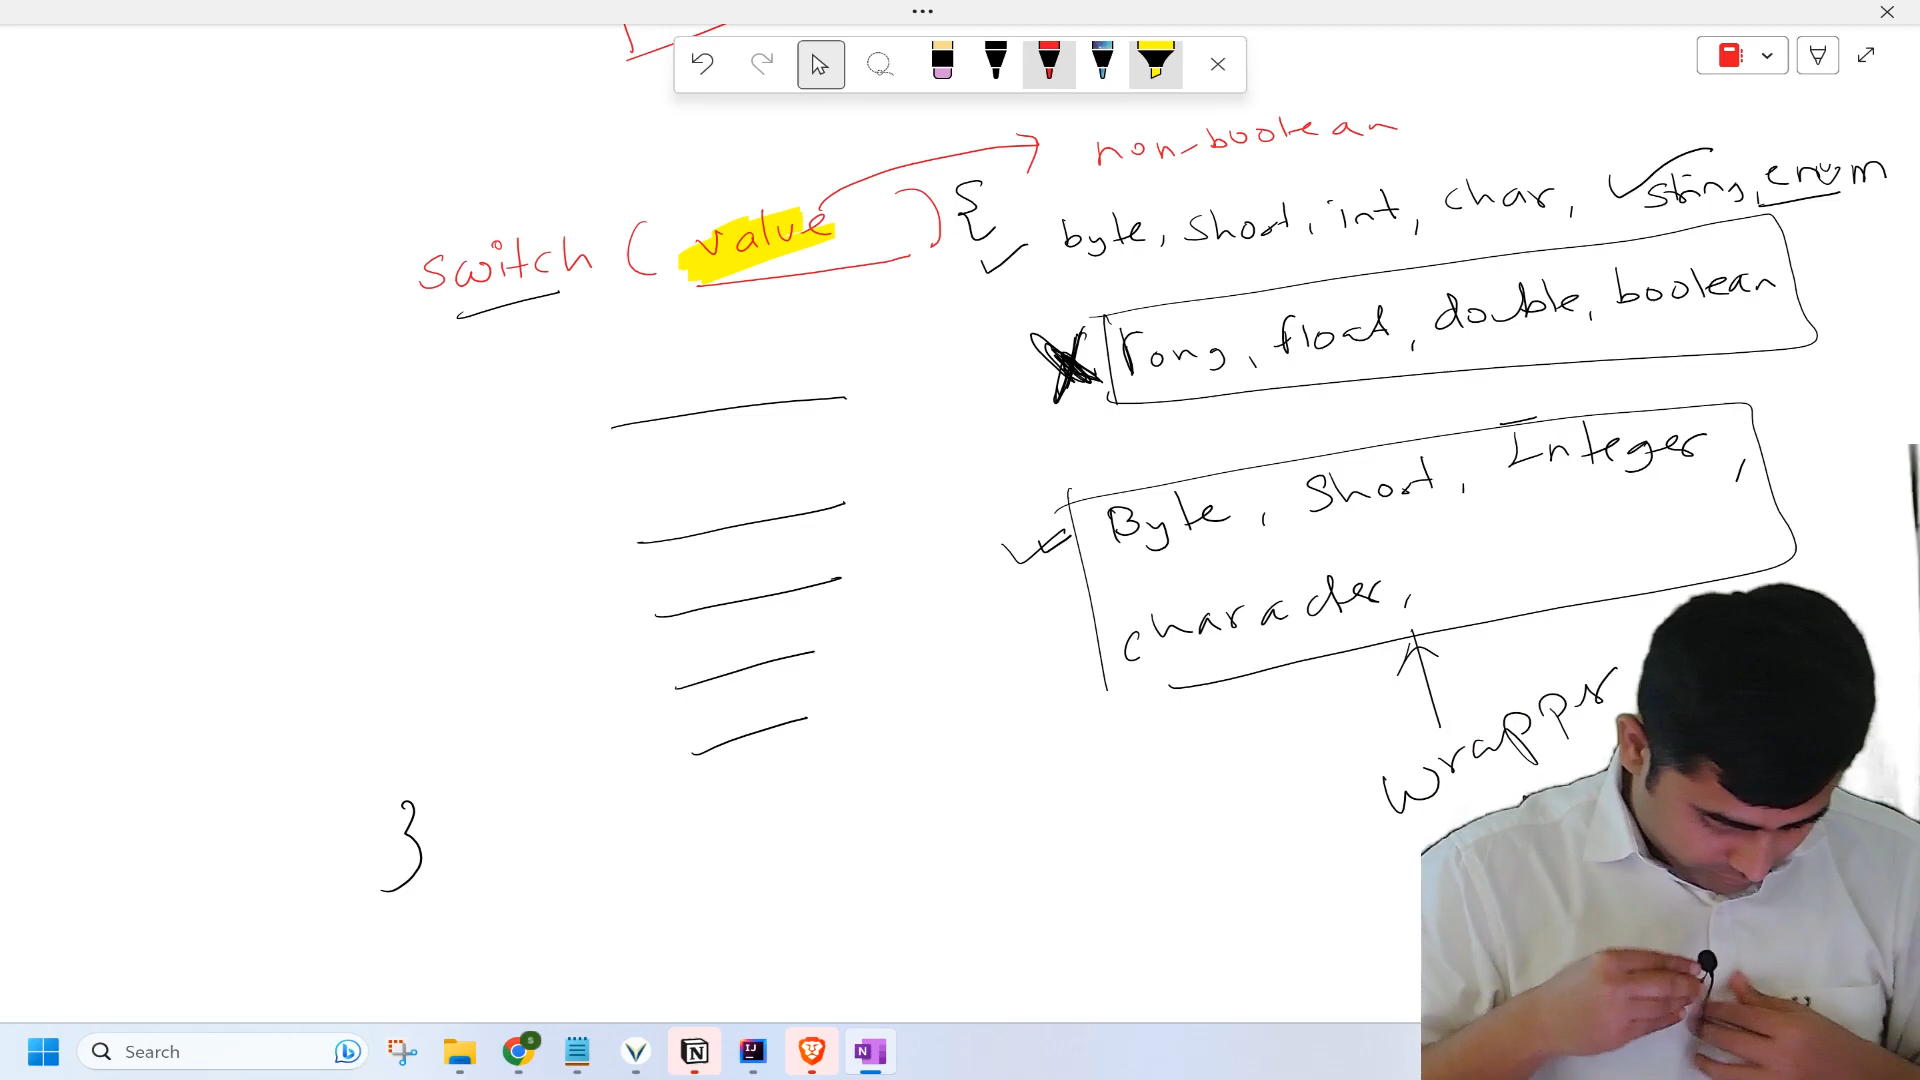 non-boolean
switch ( value ) {
byte, short, int, char, string, enum
long, float, double, boolean
Byte, Short, Integer,
character,
wrapper
}
Search